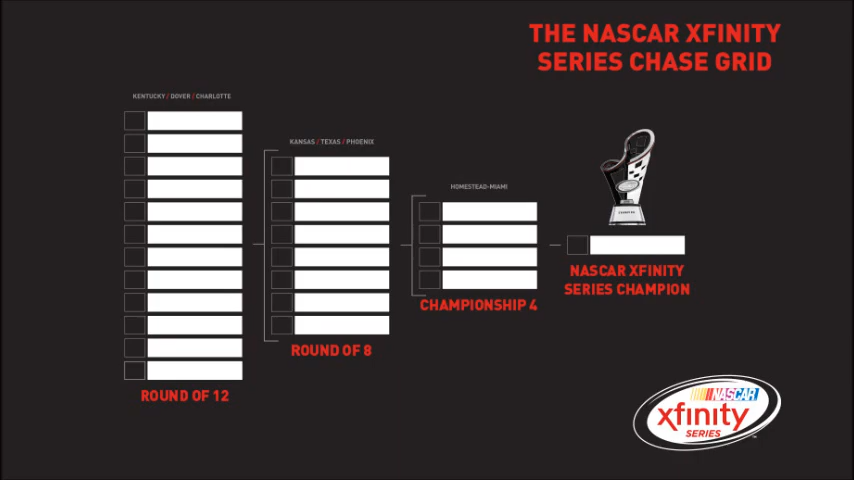 THE NASCAR XFINITY
SERIES CHASE GRID
KENTUCKY / DOVER / CHARLOTTE
KANSAS / TEXAS / PHOENIX
HOMESTEAD-MIAMI
CHAMPION
NASCAR XFINITY
SERIES CHAMPION
CHAMPIONSHIP 4
ROUND OF 8
ROUND OF 12
NASCAR
xfinity
SERIES